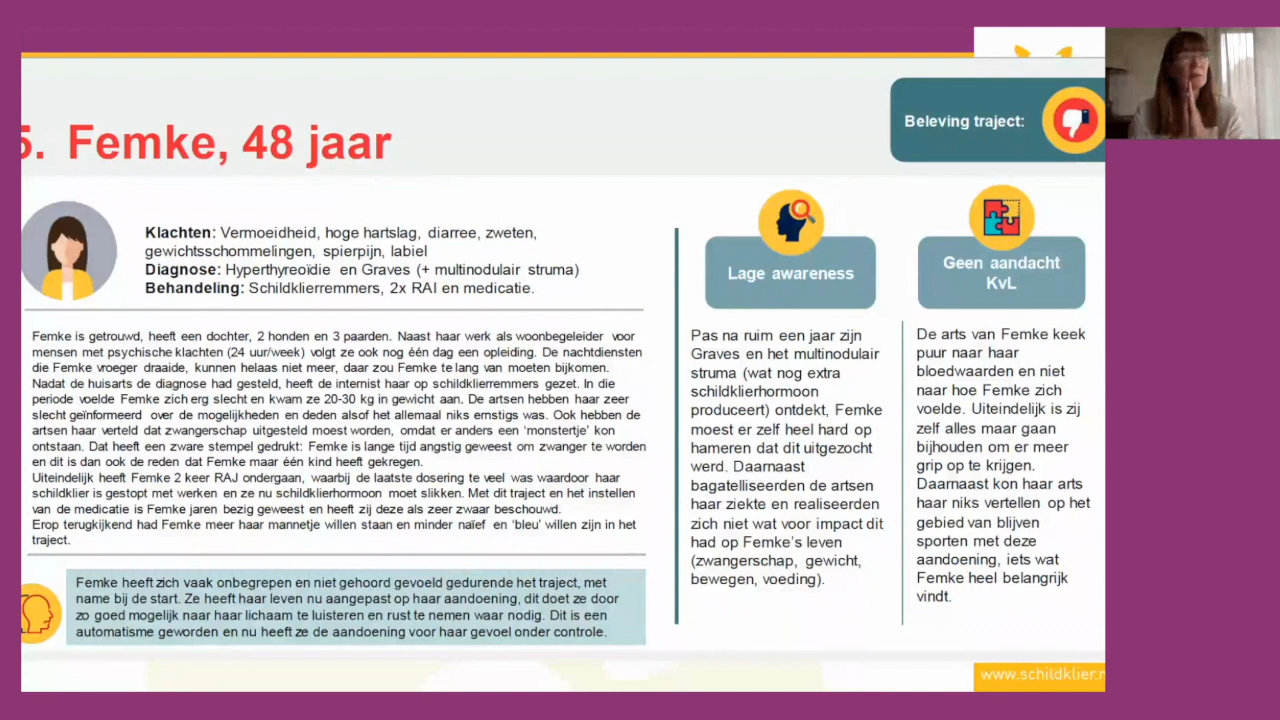 5. Femke, 48 jaar
Beleving traject:
Klachten: Vermoeidheid, hoge hartslag, diarree, zweten,
gewichtsschommelingen, spierpijn, labiel
Diagnose: Hyperthyreoïdie en Graves (+ multinodulair struma)
Behandeling: Schildklierremmers, 2x RAI en medicatie.
Femke is getrouwd, heeft een dochter, 2 honden en 3 paarden. Naast haar werk als woonbegeleider voor
mensen met psychische klachten (24 uur/week) volgt ze ook nog één dag een opleiding. De nachtdiensten
die Femke vroeger draaide, kunnen helaas niet meer, daar zou Femke te lang van moeten bijkomen.
Nadat de huisarts de diagnose had gesteld, heeft de internist haar op schildklierremmers gezet. In die
periode voelde Femke zich erg slecht en kwam ze 20-30 kg in gewicht aan. De artsen hebben haar zeer
slecht geïnformeerd over de mogelijkheden en deden alsof het allemaal niks ernstigs was. Ook hebben de
artsen haar verteld dat zwangerschap uitgesteld moest worden, omdat er anders een 'monstertje' kon
ontstaan. Dat heeft een zware stempel gedrukt: Femke is lange tijd angstig geweest om zwanger te worden
en dit is dan ook de reden dat Femke maar één kind heeft gekregen.
Uiteindelijk heeft Femke 2 keer RAJ ondergaan, waarbij de laatste dosering te veel was waardoor haar
schildklier is gestopt met werken en ze nu schildklierhormoon moet slikken. Met dit traject en het instellen
van de medicatie is Femke jaren bezig geweest en heeft zij deze als zeer zwaar beschouwd.
Erop terugkijkend had Femke meer haar mannetje willen staan en minder naïef en 'bleu' willen zijn in het
traject.
Femke heeft zich vaak onbegrepen en niet gehoord gevoeld gedurende het traject, met
name bij de start. Ze heeft haar leven nu aangepast op haar aandoening, dit doet ze door
zo goed mogelijk naar haar lichaam te luisteren en rust te nemen waar nodig. Dit is een
automatisme geworden en nu heeft ze de aandoening voor haar gevoel onder controle.
Lage awareness
Pas na ruim een jaar zijn
Graves en het multinodulair
struma (wat nog extra
schildklierhormoon
produceert) ontdekt, Femke
moest er zelf heel hard op
hameren dat dit uitgezocht
werd. Daarnaast
bagatelliseerden de artsen
haar ziekte en realiseerden
zich niet wat voor impact dit
had op Femke's leven
(zwangerschap, gewicht,
bewegen, voeding).
Geen aandacht
KvL
De arts van Femke keek
puur naar haar
bloedwaarden en niet
naar hoe Femke zich
voelde. Uiteindelijk is zij
zelf alles maar gaan
bijhouden om er meer
grip op te krijgen.
Daarnaast kon haar arts
haar niks vertellen op het
gebied van blijven
sporten met deze
aandoening, iets wat
Femke heel belangrijk
vindt.
www.schildklier.n